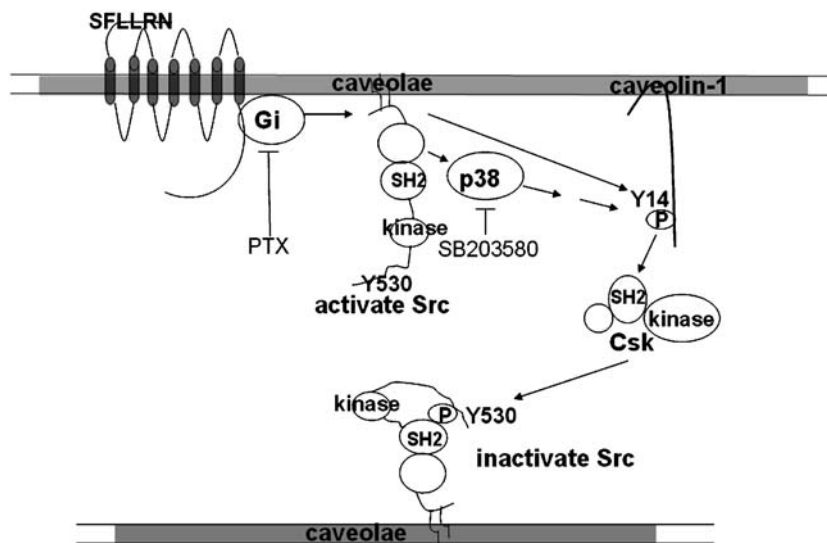 SFLLRN
caveolae
caveolin-1
Gi
SH2
p38
Y14
P
kinase
PTX
SB203580
Y530
activate Src
SH2
kinase
Csk
kinase
P
Y530
SH2
inactivate Src
caveolae